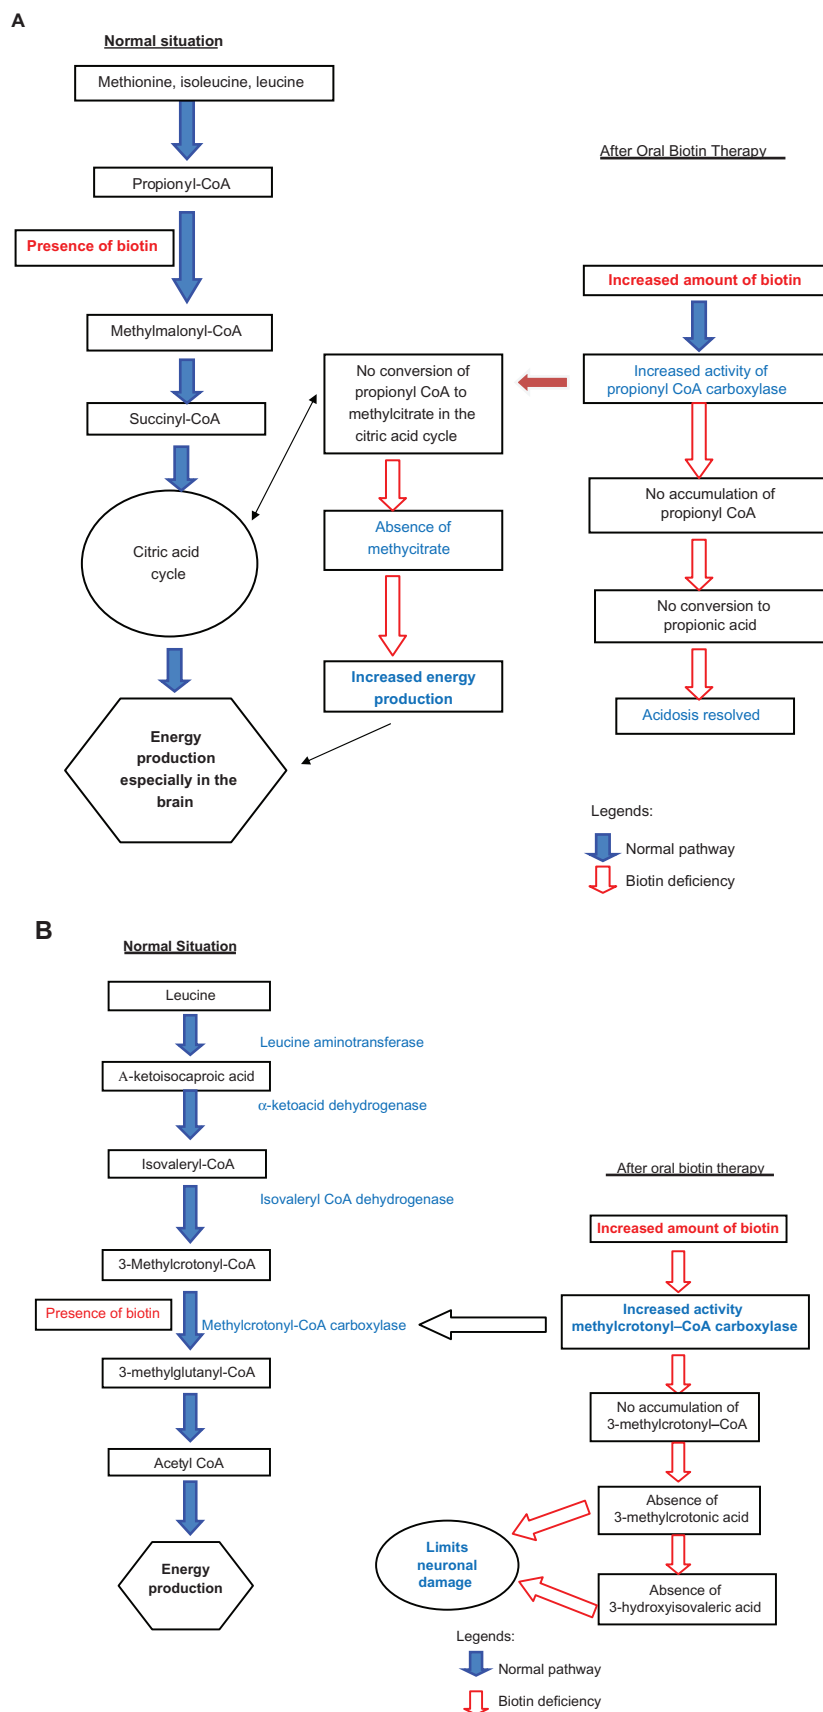 A
Normal situation
Methionine, isoleucine, leucine
Propionyl-CoA
Presence of biotin
Methylmalonyl-CoA
Succinyl-CoA
Citric acid
cycle
Energy
production
especially in the
brain
No conversion of
propionyl CoA to
methylcitrate in the
citric acid cycle
Absence of
methycitrate
Increased energy
production
After Oral Biotin Therapy
Increased amount of biotin
Increased activity of
propionyl CoA carboxylase
No accumulation of
propionyl CoA
No conversion to
propionic acid
Acidosis resolved
Legends:
Normal pathway
Biotin deficiency
B
Normal Situation
Leucine
Leucine aminotransferase
A-ketoisocaproic acid
α-ketoacid dehydrogenase
Isovaleryl-CoA
Isovaleryl CoA dehydrogenase
3-Methylcrotonyl-CoA
Presence of biotin
Methylcrotonyl-CoA carboxylase
3-methylglutanyl-CoA
Acetyl CoA
Energy
production
After oral biotin therapy
Increased amount of biotin
Increased activity
methylcrotonyl–CoA carboxylase
No accumulation of
3-methylcrotonyl–CoA
Absence of
3-methylcrotonic acid
Absence of
3-hydroxyisovaleric acid
Limits
neuronal
damage
Legends:
Normal pathway
Biotin deficiency